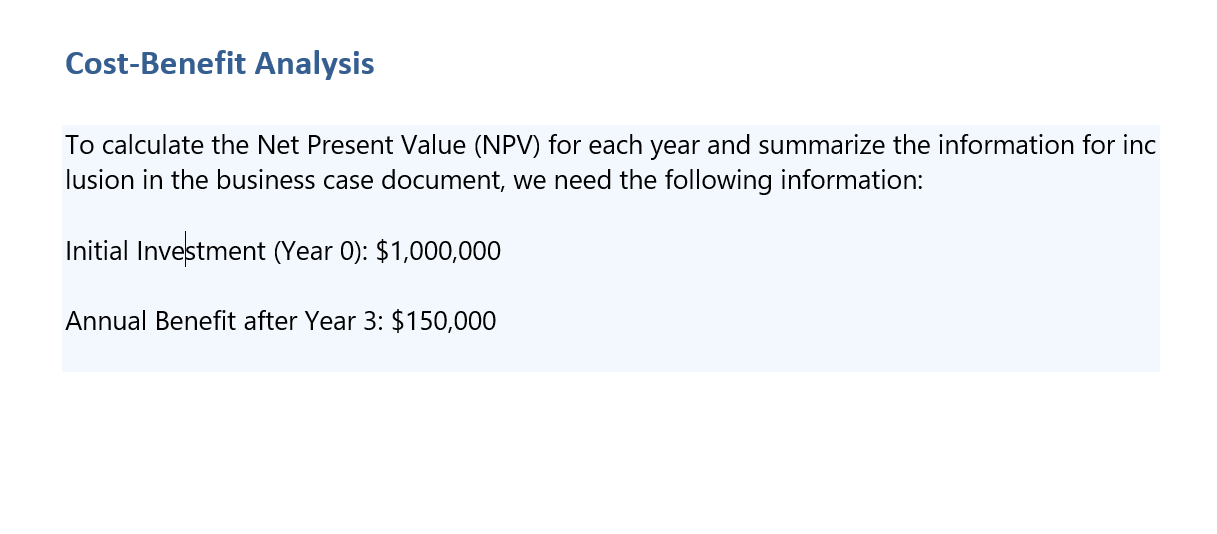 Cost-Benefit Analysis
To calculate the Net Present Value (NPV) for each year and summarize the information for inc
lusion in the business case document, we need the following information:
Initial Investment (Year 0): $1,000,000
Annual Benefit after Year 3: $150,000